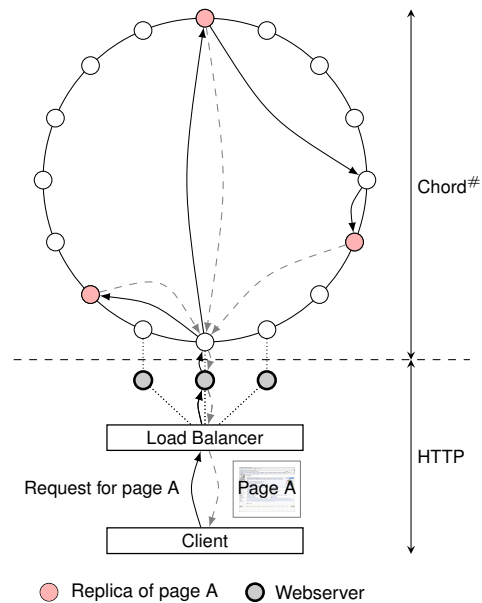 Chord#
Load Balancer
HTTP
Request for page A
Page A
Client
Replica of page A
Webserver